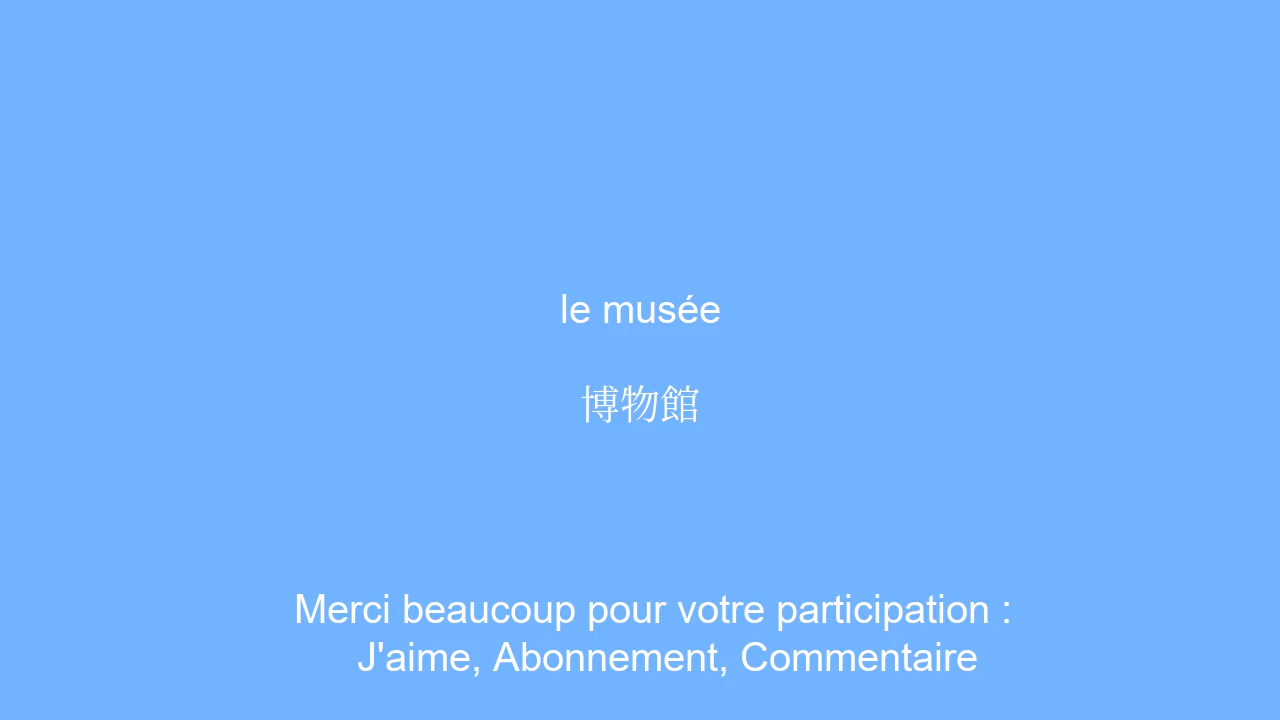 le musée
博物館
Merci beaucoup pour votre participation :
J'aime, Abonnement, Commentaire